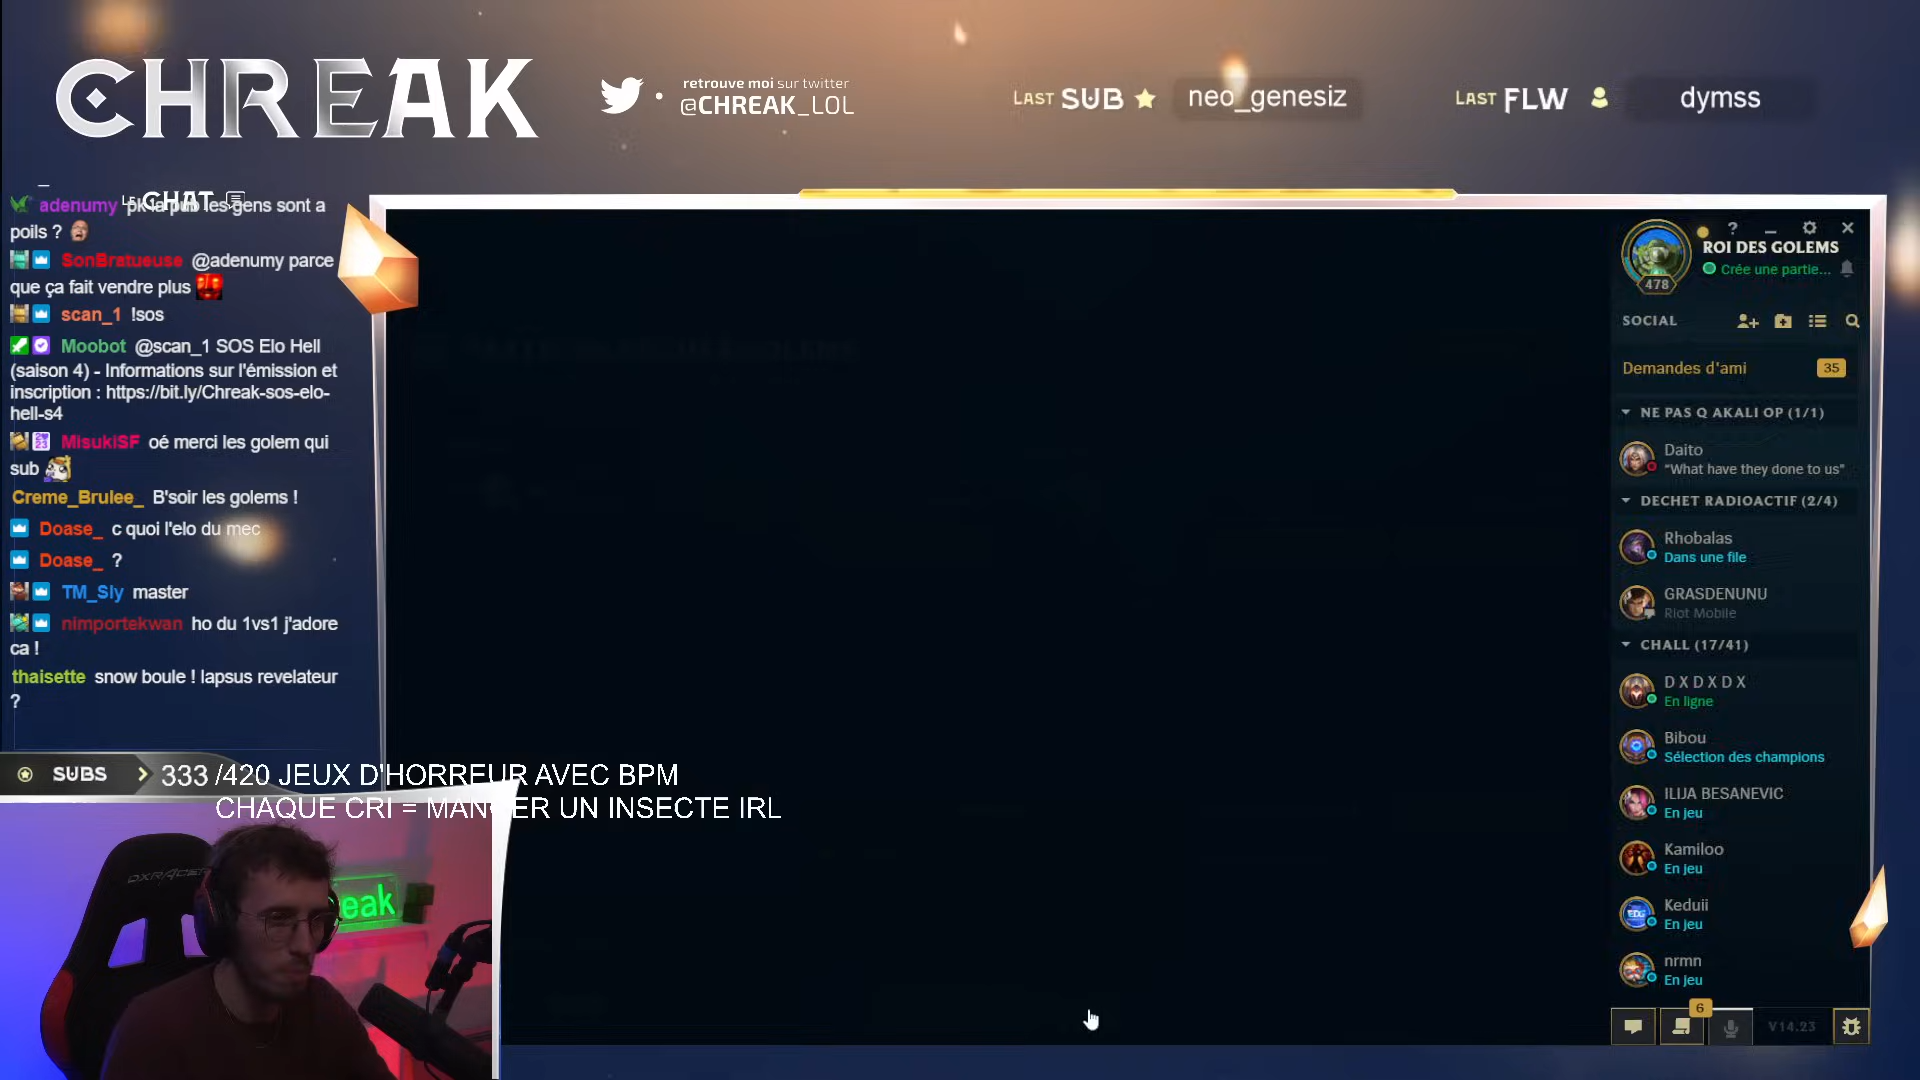 CHREAK
retrouve moi sur twitter
@CHREAK_LOL
LAST SUB
neo_genesiz
LAST FLW
dymss
LE CHAT
adenumy pk la pub les gens sont a
poils ?
SonBratueuse @adenumy parce
que ça fait vendre plus
scan_1 !sos
Moobot @scan_1 SOS Elo Hell
(saison 4) - Informations sur l'émission et
inscription : https://bit.ly/Chreak-sos-elo-
hell-s4
MisukiSF oé merci les golem qui
sub
Creme_Brulee_ B'soir les golems !
Doase_ c quoi l'elo du mec
Doase_ ?
TM_Sly master
nimportekwan ho du 1vs1 j'adore
ca !
thaisette snow boule ! lapsus revelateur
?
SUBS
333 /420 JEUX D'HORREUR AVEC BPM
CHAQUE CRI = MANGER UN INSECTE IRL
DXRACER
eak
ROI DES GOLEMS
Crée une partie...
478
SOCIAL
Demandes d'ami
35
NE PAS Q AKALI OP (1/1)
Daito
"What have they done to us"
DECHET RADIOACTIF (2/4)
Rhobalas
Dans une file
GRASDENUNU
Riot Mobile
CHALL (17/41)
D X D X D X
En ligne
Bibou
Sélection des champions
ILIJA BESANEVIC
En jeu
Kamiloo
En jeu
Keduii
En jeu
nrmn
En jeu
6
V14.23